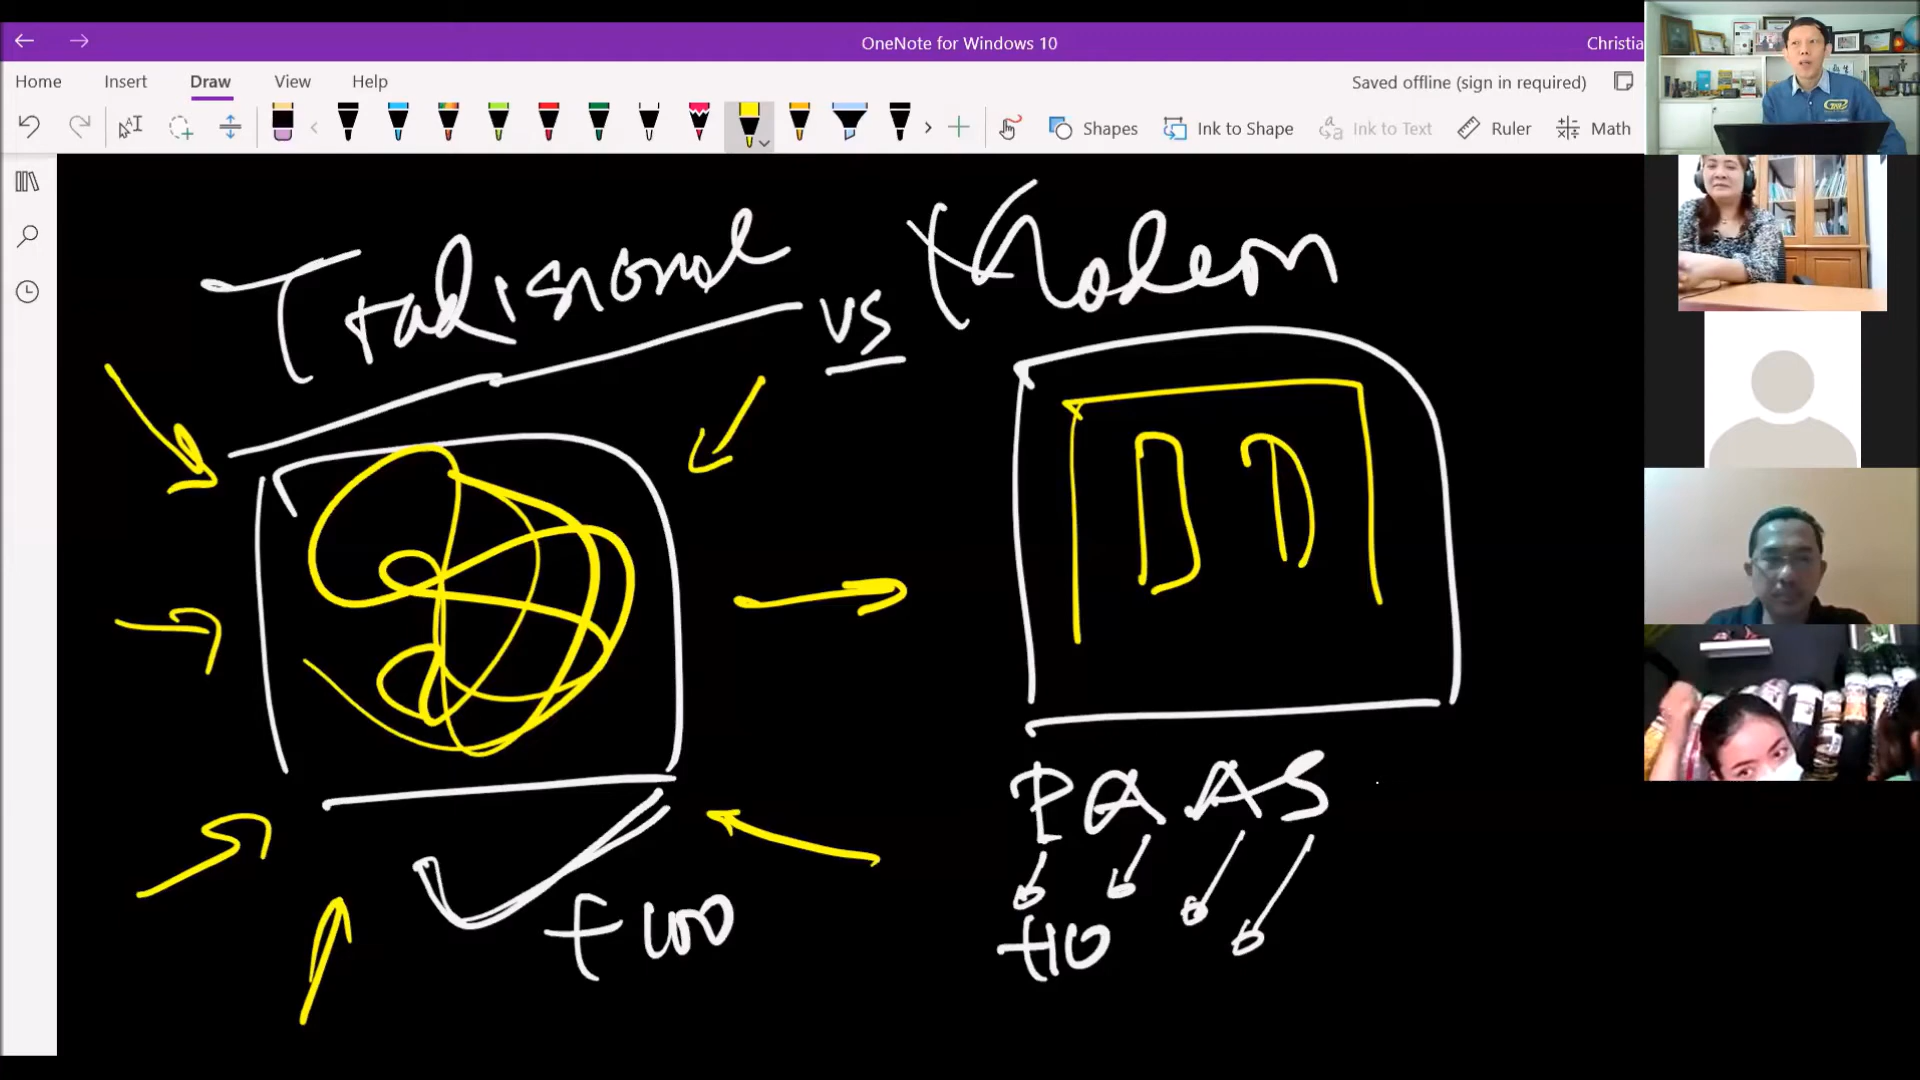 OneNote for Windows 10
Christia
Home Insert Draw View Help
Saved offline (sign in required)
Shapes Ink to Shape Ink to Text Ruler Math
Tradisional vs Modern
P Q A S